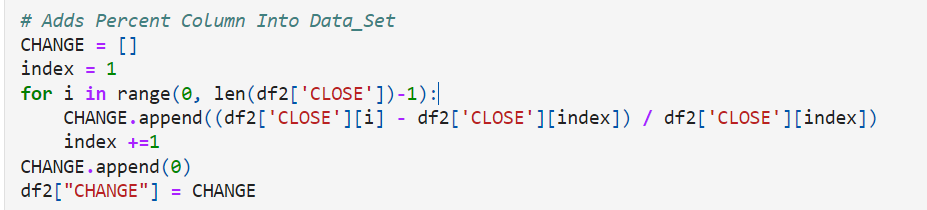 # Adds Percent Column Into Data_Set
CHANGE = []
index = 1
for i in range(0, len(df2['CLOSE'])-1):
    CHANGE.append((df2['CLOSE'][i] - df2['CLOSE'][index]) / df2['CLOSE'][index])
    index +=1
CHANGE.append(0)
df2["CHANGE"] = CHANGE